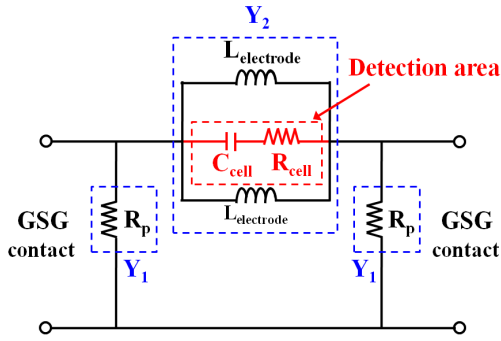 Y2
Lelectrode
Detection area
Ccell
Rcell
Lelectrode
GSG
contact
Rp
Y1
Rp
Y1
GSG
contact